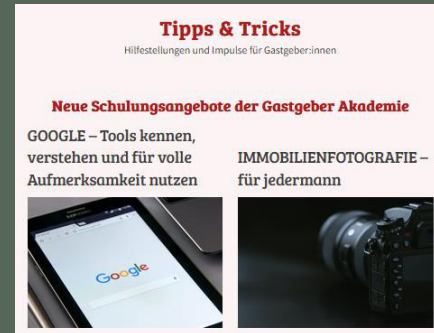 Tipps & Tricks
Hilfestellungen und Impulse für Gastgeber:innen
Neue Schulungsangebote der Gastgeber Akademie
GOOGLE – Tools kennen,
verstehen und für volle
Aufmerksamkeit nutzen
IMMOBILIENFOTOGRAFIE –
für jedermann
Google